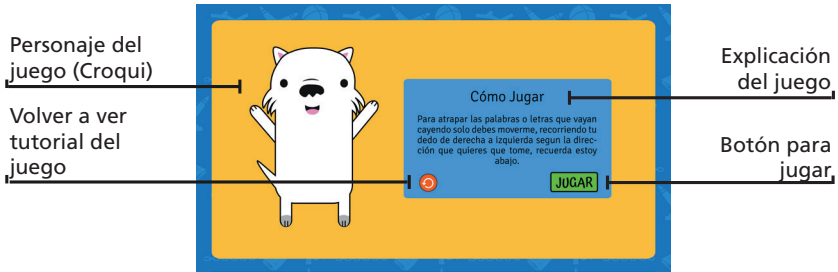 Personaje del
juego (Croqui)
Volver a ver
tutorial del
juego
Cómo Jugar
Para atrapar las palabras o letras que vayan
cayendo solo debes moverme, recorriendo tu
dedo de derecha a izquierda segun la direc-
ción que quieres que tome, recuerda estoy
abajo.
JUGAR
Explicación
del juego
Botón para
jugar